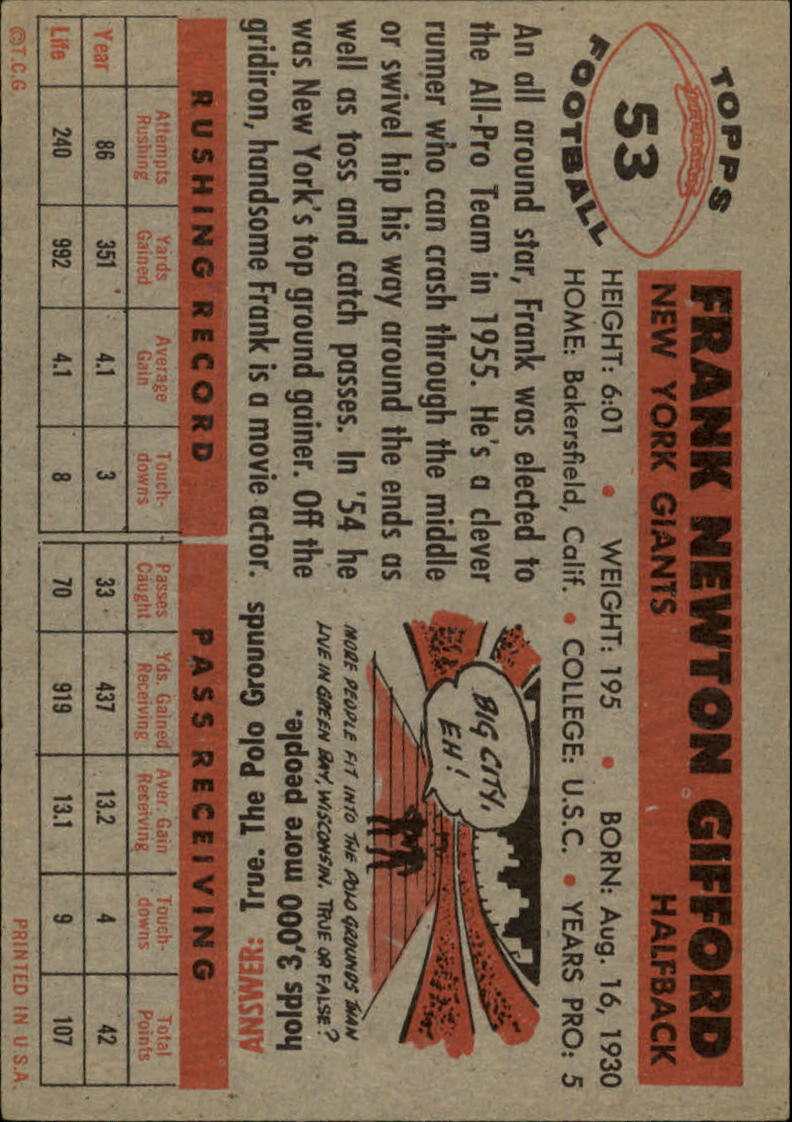 TOPPS
53
FOOTBALL
FRANK NEWTON GIFFORD
NEW YORK GIANTS HALFBACK
HEIGHT: 6:01 • WEIGHT: 195 • BORN: Aug. 16, 1930
HOME: Bakersfield, Calif. • COLLEGE: U.S.C. • YEARS PRO: 5
An all around star, Frank was elected to
the All-Pro Team in 1955. He's a clever
runner who can crash through the middle
or swivel hip his way around the ends as
well as toss and catch passes. In '54 he
was New York's top ground gainer. Off the
gridiron, handsome Frank is a movie actor.
BIG CITY,
EH!
MORE PEOPLE FIT INTO THE POLO GROUNDS THAN
LIVE IN GREEN BAY, WISCONSIN. TRUE OR FALSE?
ANSWER: True. The Polo Grounds
holds 3,000 more people.
RUSHING RECORD PASS RECEIVING
Year Attempts Rushing Yards Gained Average Gain Touch-downs Passes Caught Yds. Gained Receiving Aver. Gain Receiving Touch-downs Total Points
86 351 4.1 3 33 437 13.2 4 42
Life 240 992 4.1 8 70 919 13.1 9 107
©T.C.G PRINTED IN U.S.A.